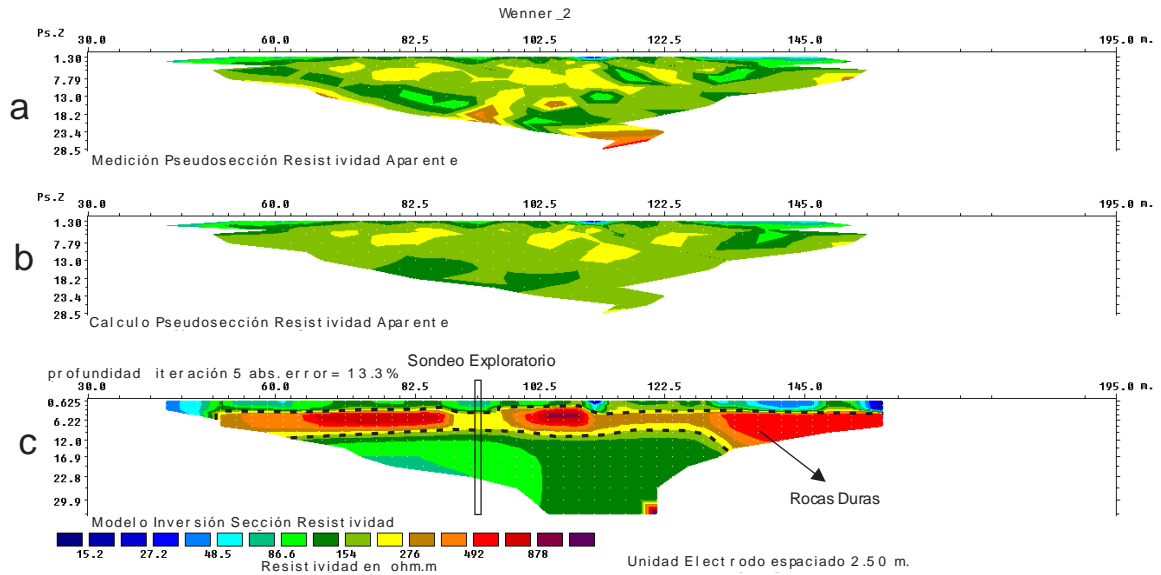 Wenner_2
Ps.Z 30.0 60.0 82.5 102.5 122.5 145.0 195.0 m.
1.30
7.79
13.0
18.2
23.4
28.5
a
Medición Pseudosección Resistividad Aparente
Ps.Z 30.0 60.0 82.5 102.5 122.5 145.0 195.0 m.
1.30
7.79
13.0
18.2
23.4
28.5
b
Calculo Pseudosección Resistividad Aparente
Sondeo Exploratorio
profundidad iteración 5 abs. error = 13.3%
30.0 60.0 82.5 102.5 122.5 145.0 195.0 m.
0.625
6.22
12.0
16.9
22.8
29.9
c
Rocas Duras
Modelo Inversión Sección Resistividad
15.2 27.2 48.5 86.6 154 276 492 878
Resistividad en ohm.m
Unidad Electrodo espaciado 2.50 m.